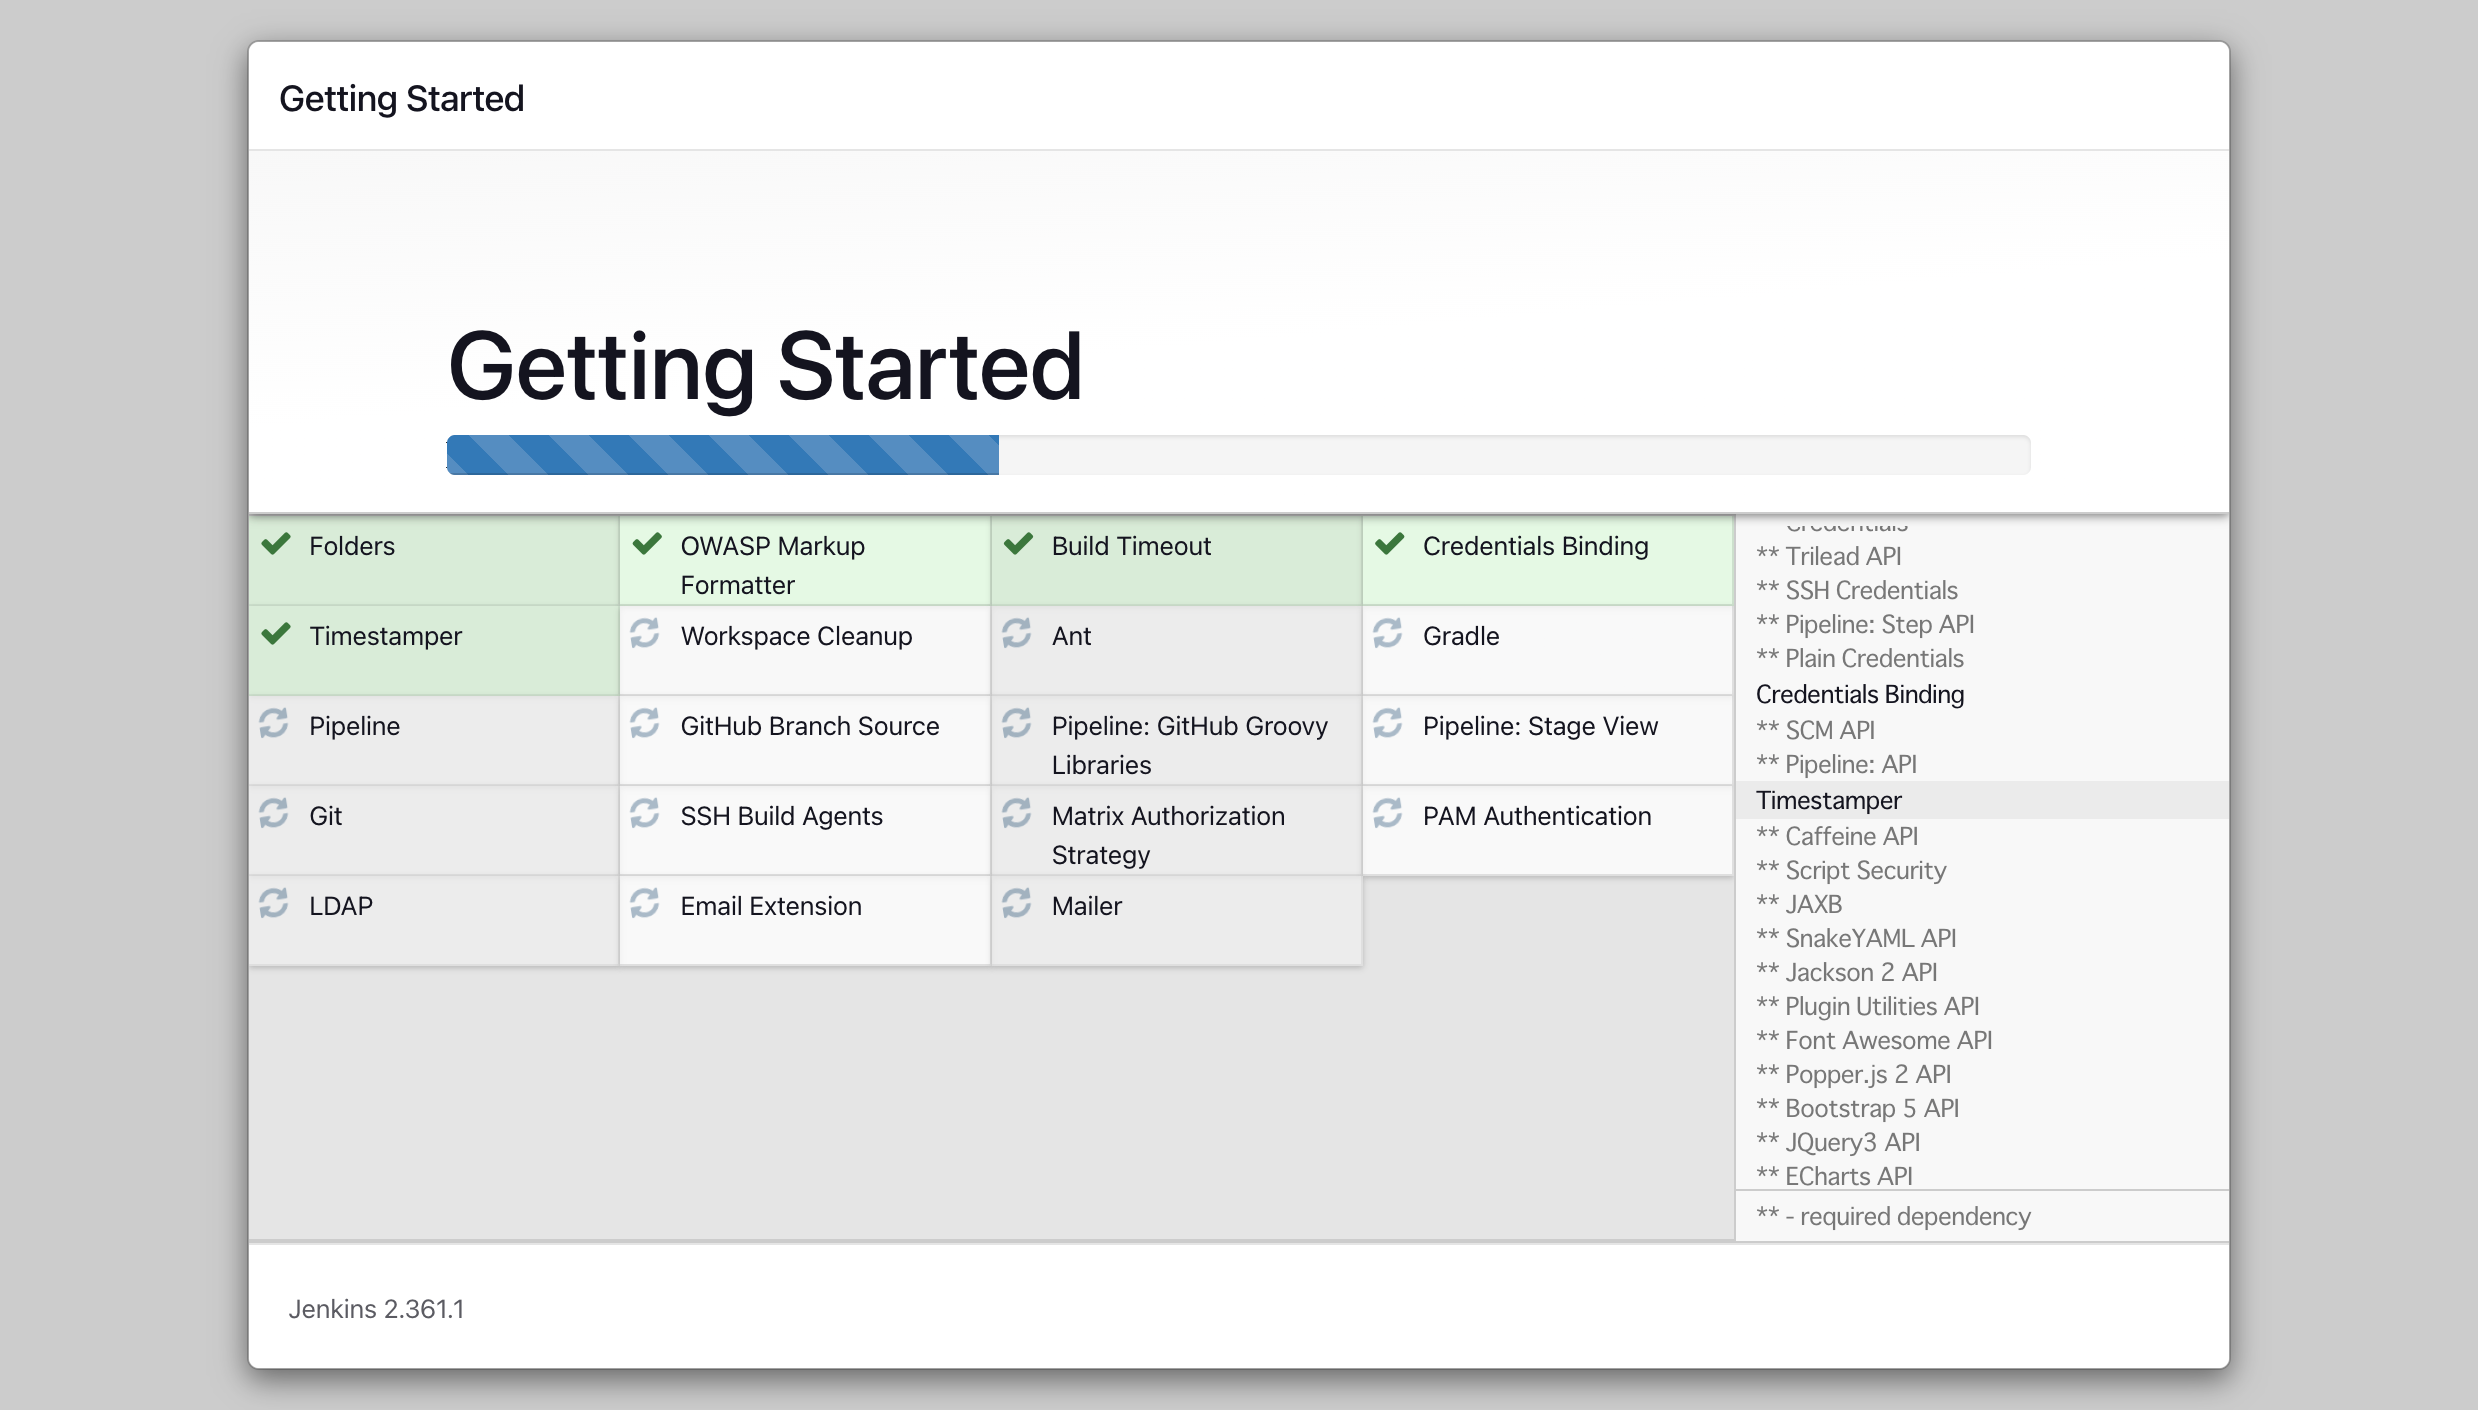 Getting Started
Getting Started
Folders
OWASP Markup
Formatter
Build Timeout
Credentials Binding
Timestamper
Workspace Cleanup
Ant
Gradle
Pipeline
GitHub Branch Source
Pipeline: GitHub Groovy
Libraries
Pipeline: Stage View
Git
SSH Build Agents
Matrix Authorization
Strategy
PAM Authentication
LDAP
Email Extension
Mailer
Credentials
** Trilead API
** SSH Credentials
** Pipeline: Step API
** Plain Credentials
Credentials Binding
** SCM API
** Pipeline: API
Timestamper
** Caffeine API
** Script Security
** JAXB
** SnakeYAML API
** Jackson 2 API
** Plugin Utilities API
** Font Awesome API
** Popper.js 2 API
** Bootstrap 5 API
** JQuery3 API
** ECharts API
** - required dependency
Jenkins 2.361.1